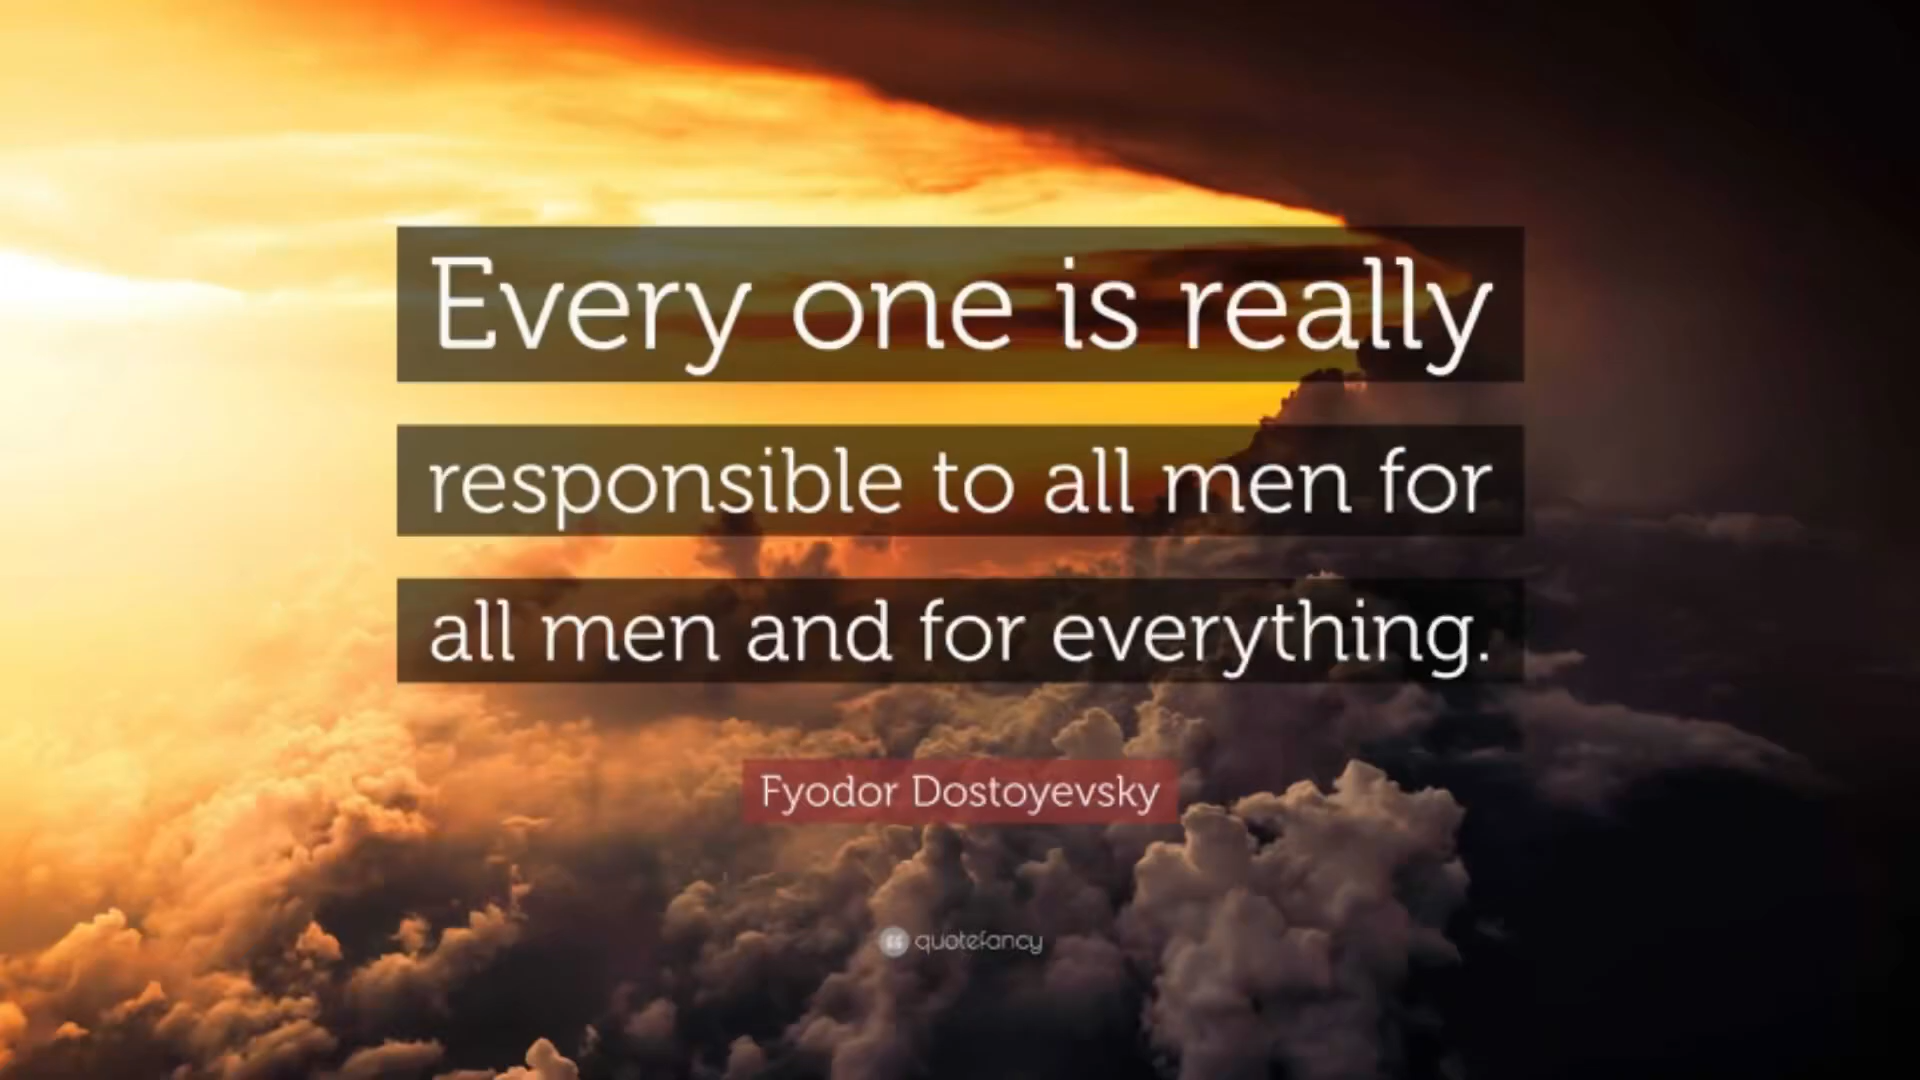 Every one is really
responsible to all men for
all men and for everything.
Fyodor Dostoyevsky
quotefancy